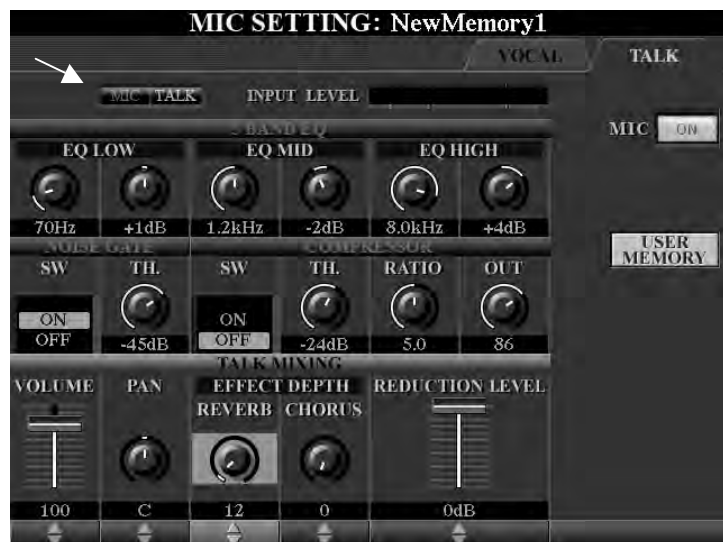 MIC SETTING: NewMemory1
VOCAL TALK
MIC TALK INPUT LEVEL
3 BAND EQ
MIC ON
EQ LOW EQ MID EQ HIGH
70Hz +1dB 1.2kHz -2dB 8.0kHz +4dB
NOISE GATE COMPRESSOR
USER
MEMORY
SW TH. SW TH. RATIO OUT
ON ON
OFF -45dB OFF -24dB 5.0 86
TALK MIXING
VOLUME PAN EFFECT DEPTH REDUCTION LEVEL
REVERB CHORUS
100 C 12 0 0dB